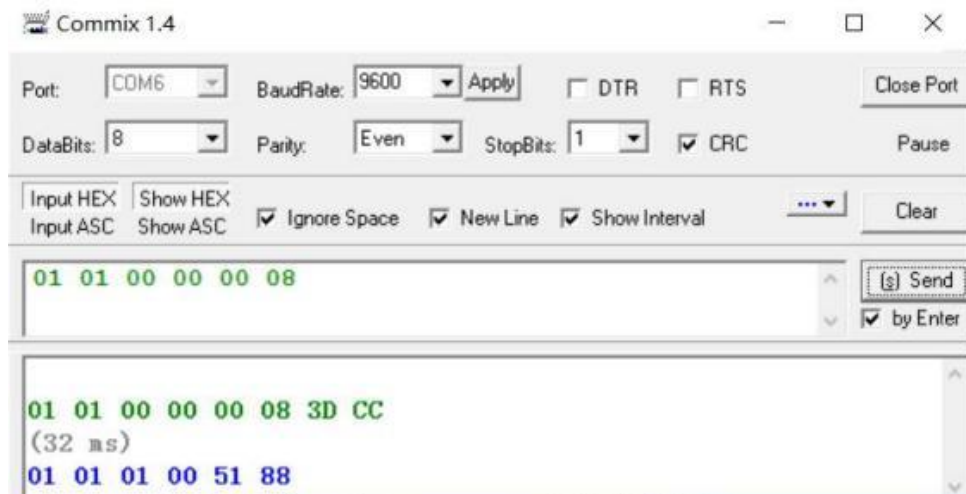 Commix 1.4
Port: COM6 BaudRate: 9600 Apply DTR RTS Close Port
DataBits: 8 Parity: Even StopBits: 1 CRC Pause
Input HEX Show HEX
Input ASC Show ASC
Ignore Space New Line Show Interval ... Clear
01 01 00 00 00 08
(s) Send
by Enter
01 01 00 00 00 08 3D CC
(32 ms)
01 01 01 00 51 88